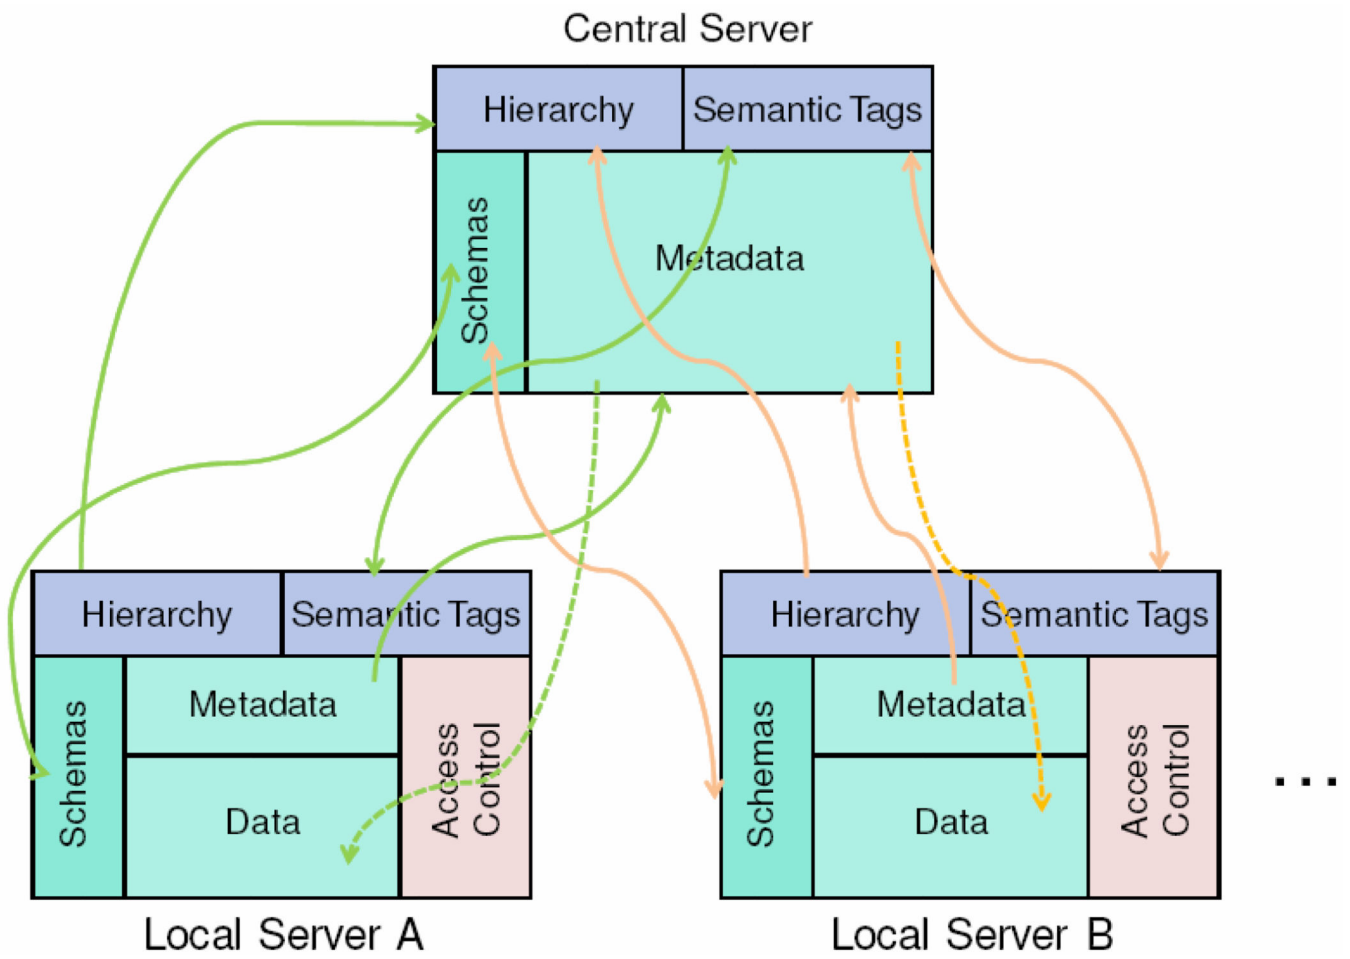 Central Server
Hierarchy
Semantic Tags
Schemas
Metadata
Hierarchy
Semantic Tags
Schemas
Metadata
Data
Access
Control
Local Server A
Hierarchy
Semantic Tags
Schemas
Metadata
Data
Access
Control
Local Server B
...